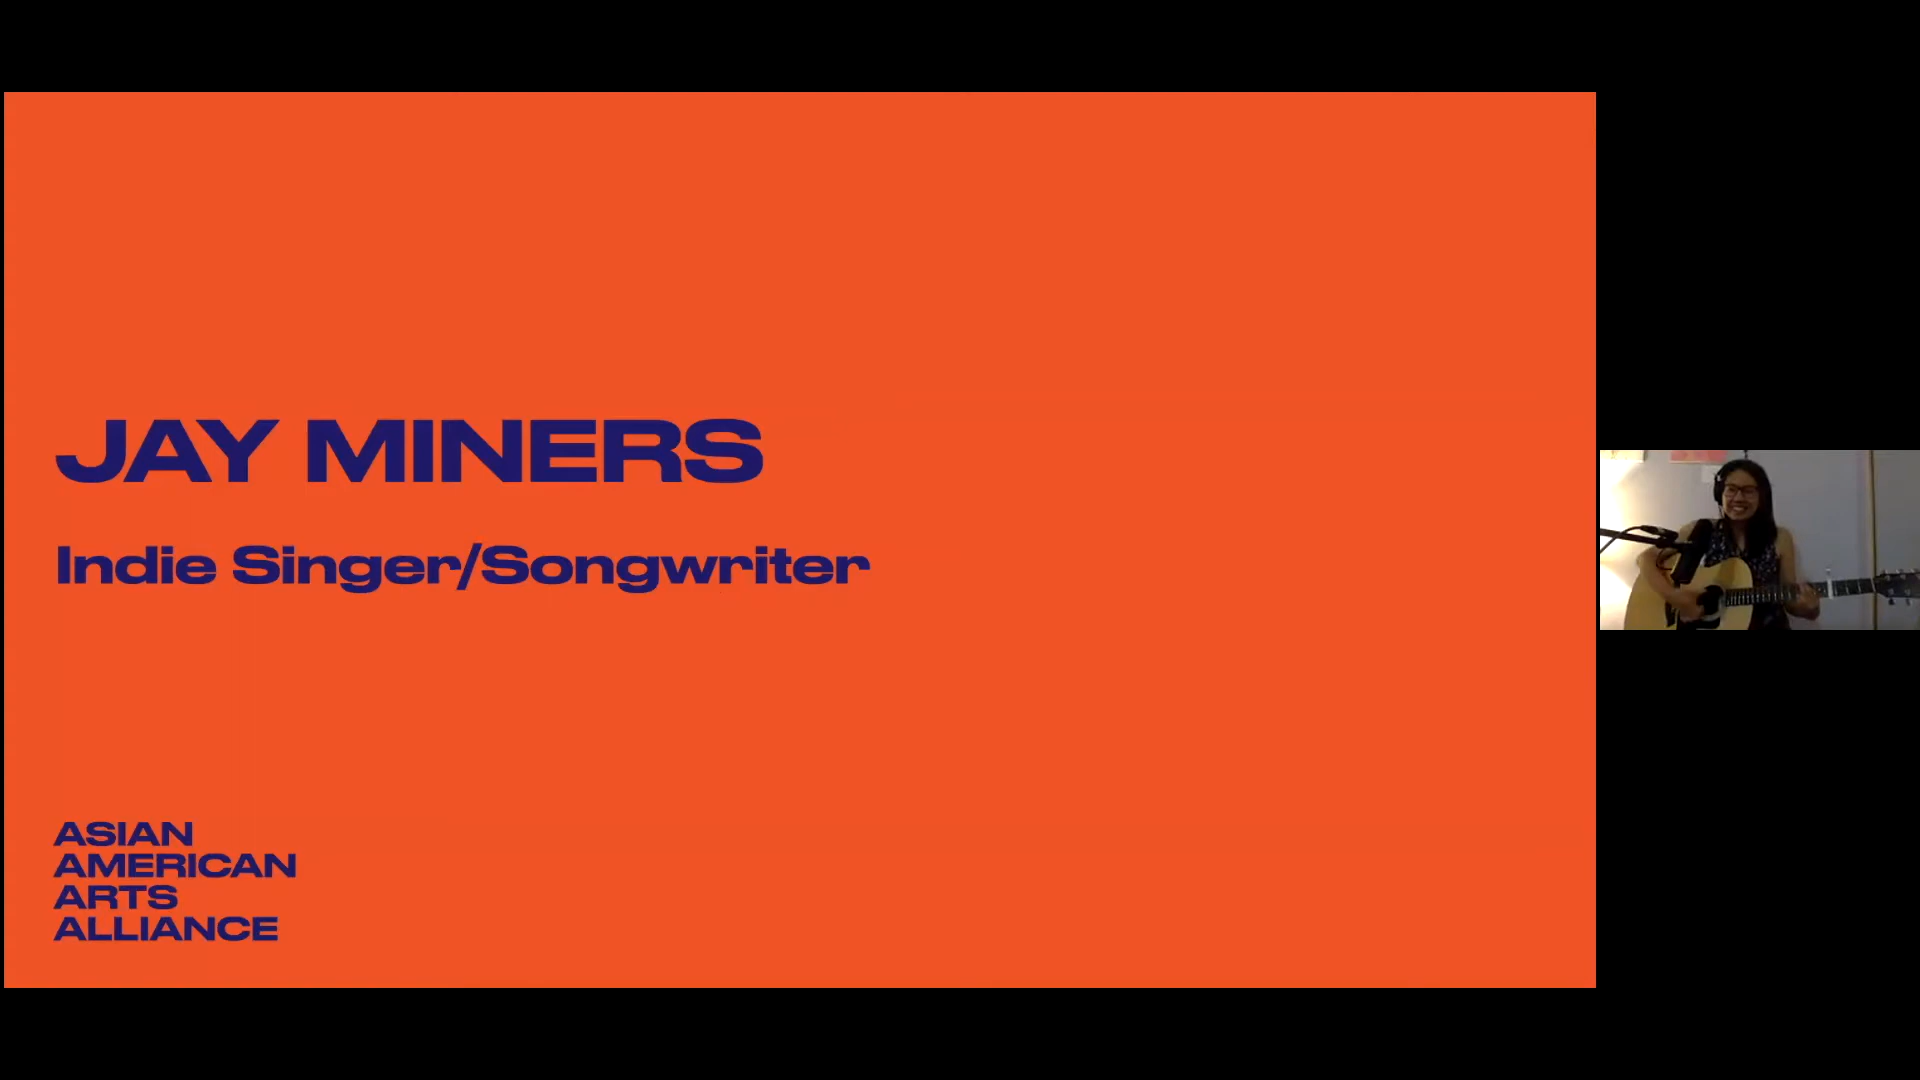 JAY MINERS
Indie Singer/Songwriter
ASIAN
AMERICAN
ARTS
ALLIANCE